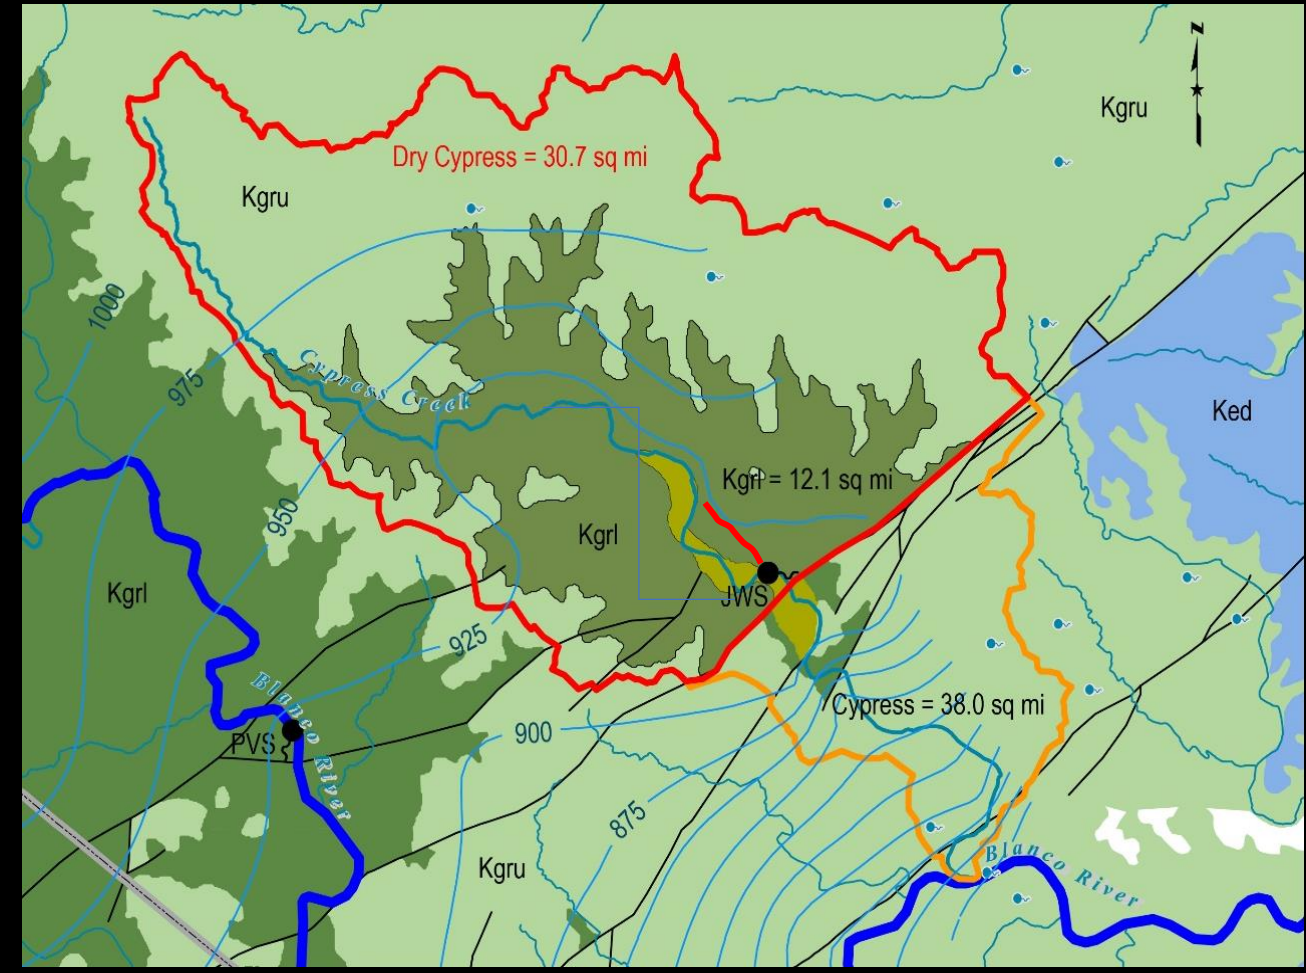 N
Kgru
Dry Cypress = 30.7 sq mi
Kgru
1000
975
Cypress Creek
Ked
Kgrl = 12.1 sq mi
950
Kgrl
Kgrl
JWS
925
Blanco River
Cypress = 38.0 sq mi
900
PVS
875
Blanco River
Kgru